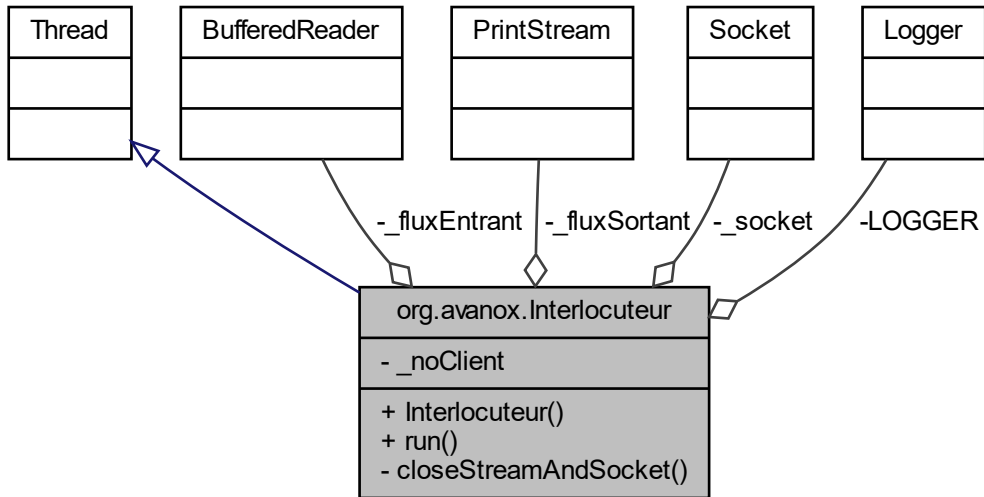 Thread
BufferedReader
PrintStream
Socket
Logger
-_fluxEntrant
-_fluxSortant
-_socket
-LOGGER
org.avanox.Interlocuteur
- _noClient
+ Interlocuteur()
+ run()
- closeStreamAndSocket()